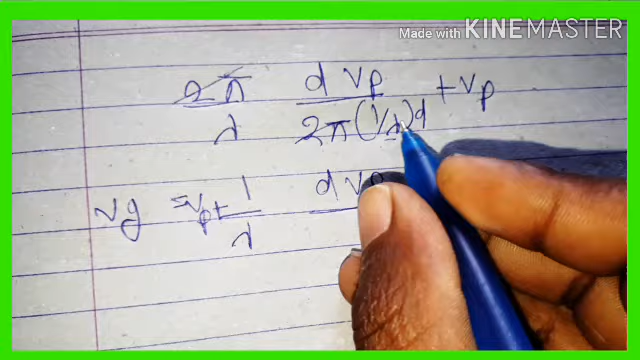 Made with KINEMASTER
2π/λ d Vp / 2π(1/λ)d + Vp
Vg = Vp + 1/λ d Vp